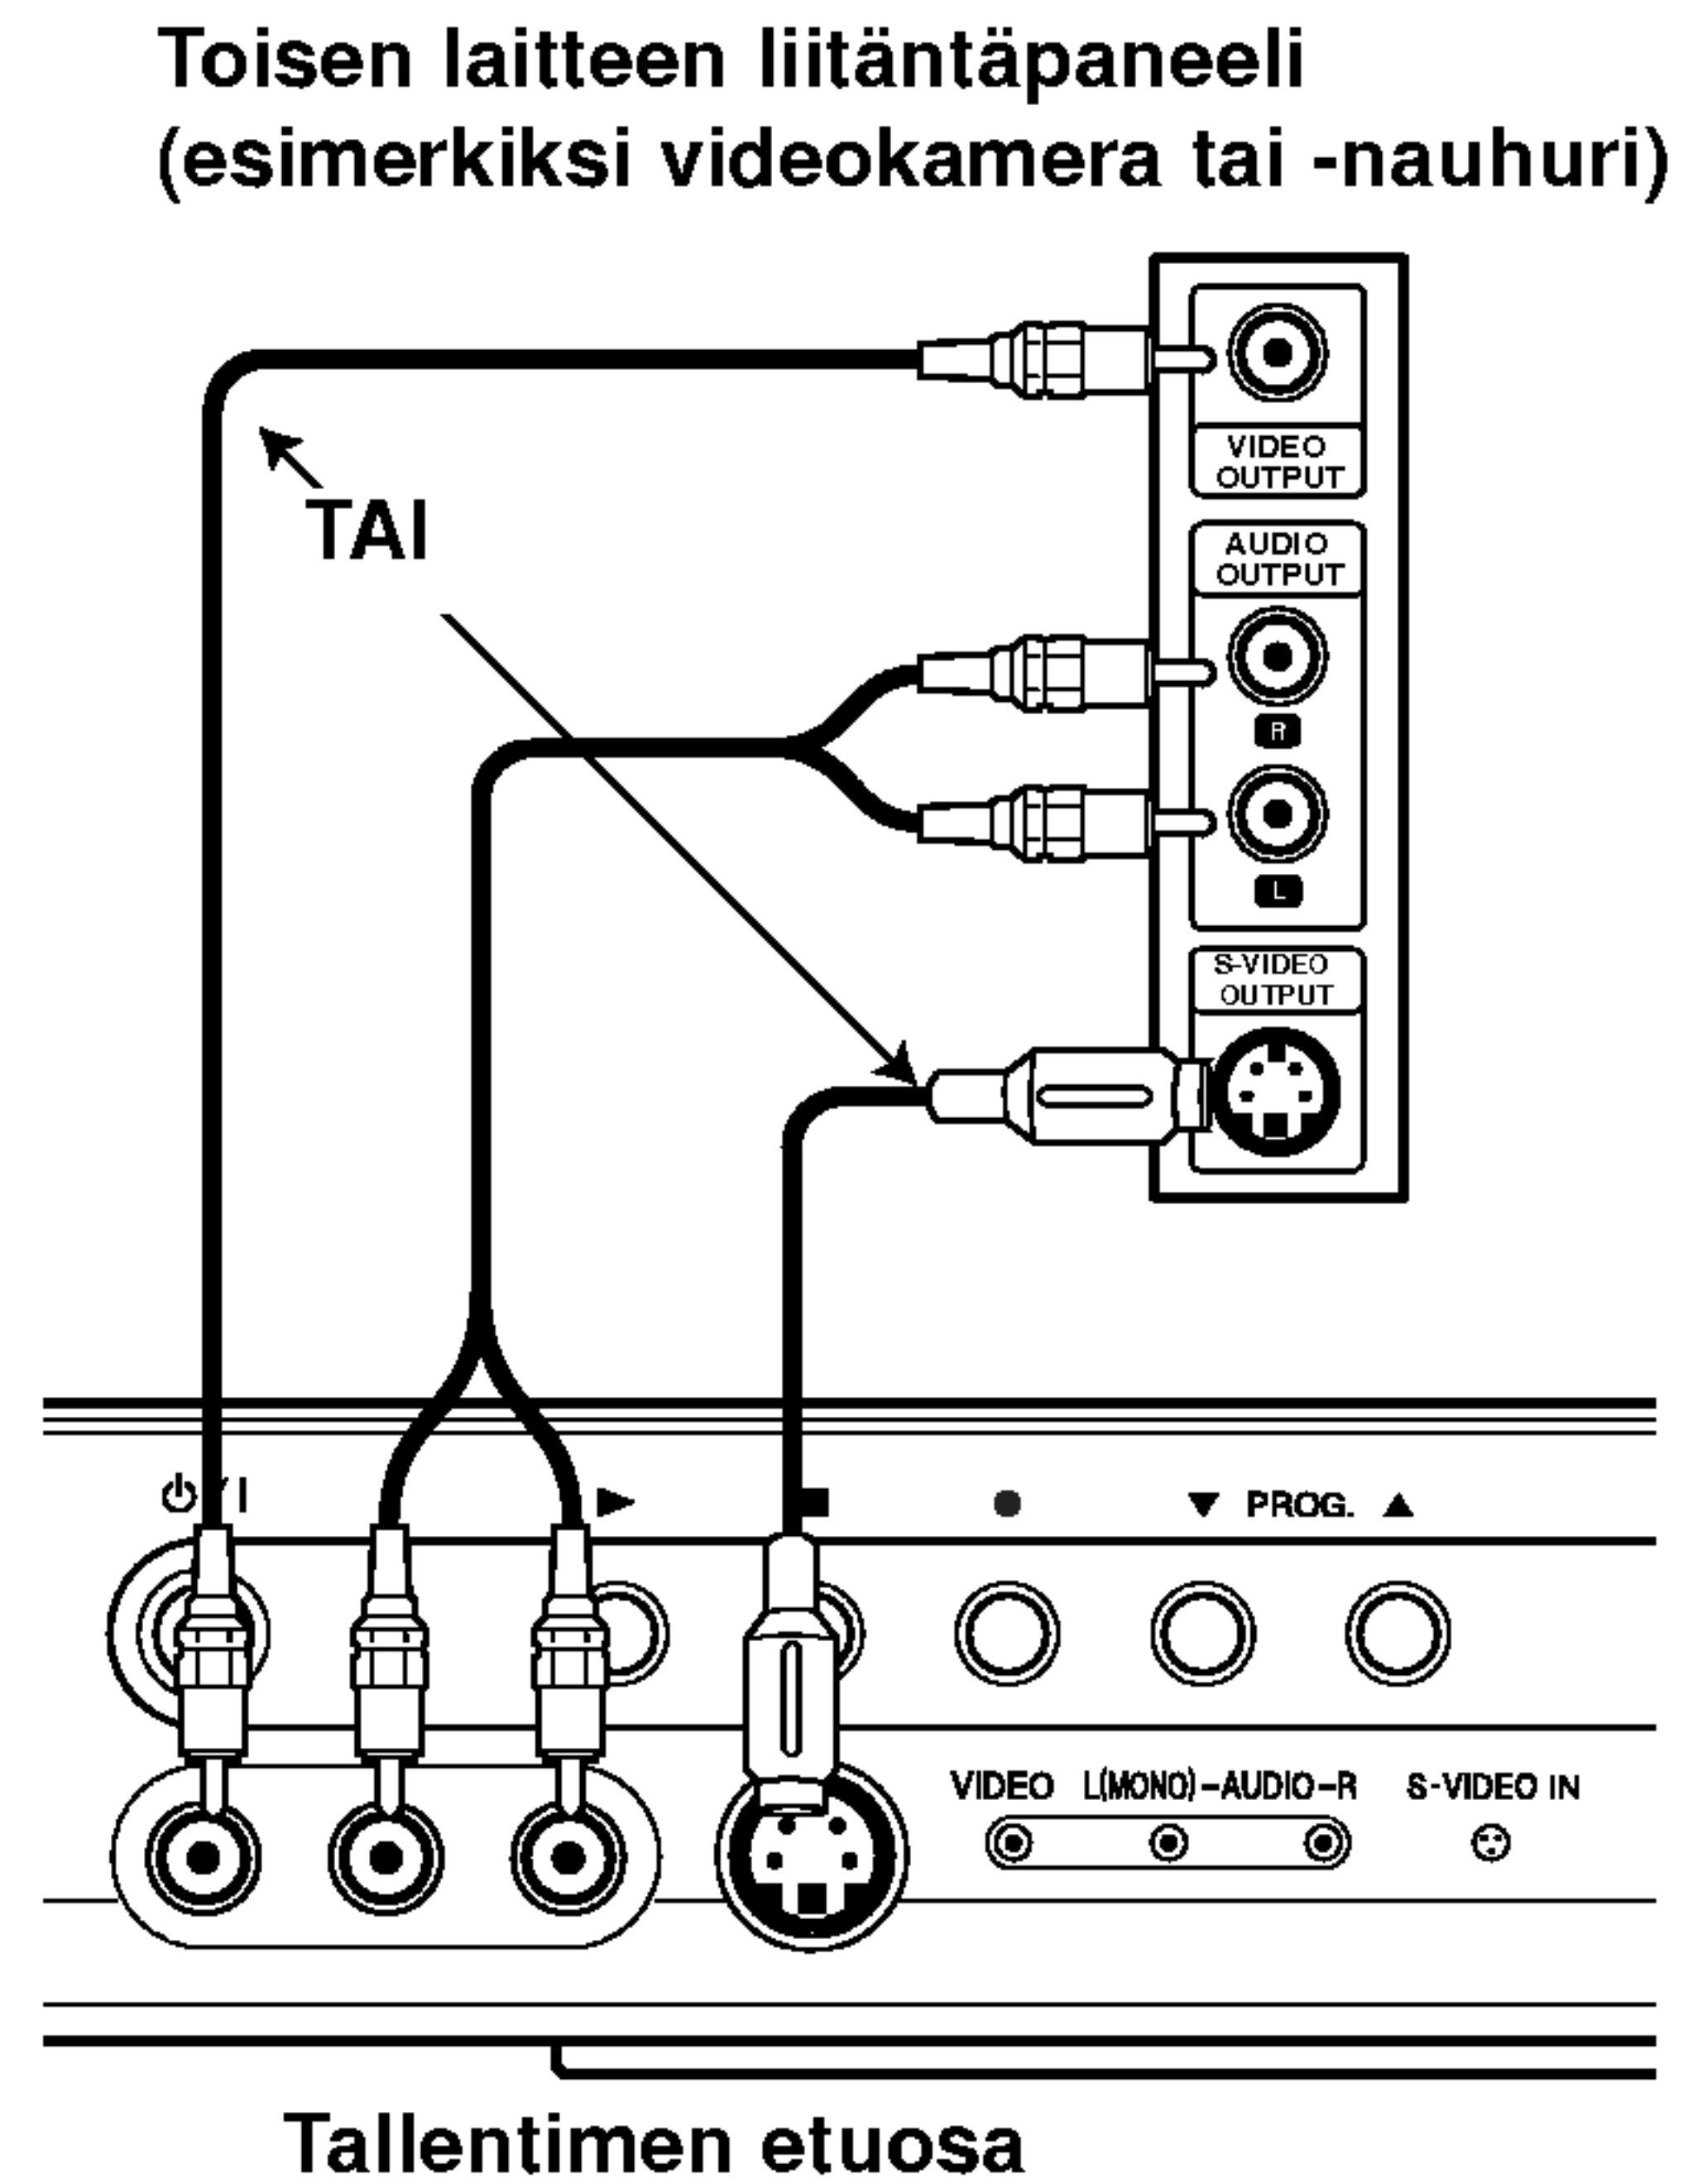 Toisen laitteen liitäntäpaneeli
(esimerkiksi videokamera tai -nauhuri)
VIDEO
OUTPUT
TAI
AUDIO
OUTPUT
R
L
S-VIDEO
OUTPUT
⏻/I ▶ ■ ● ▼ PROG. ▲
VIDEO L(MONO)-AUDIO-R S-VIDEO IN
Tallentimen etuosa